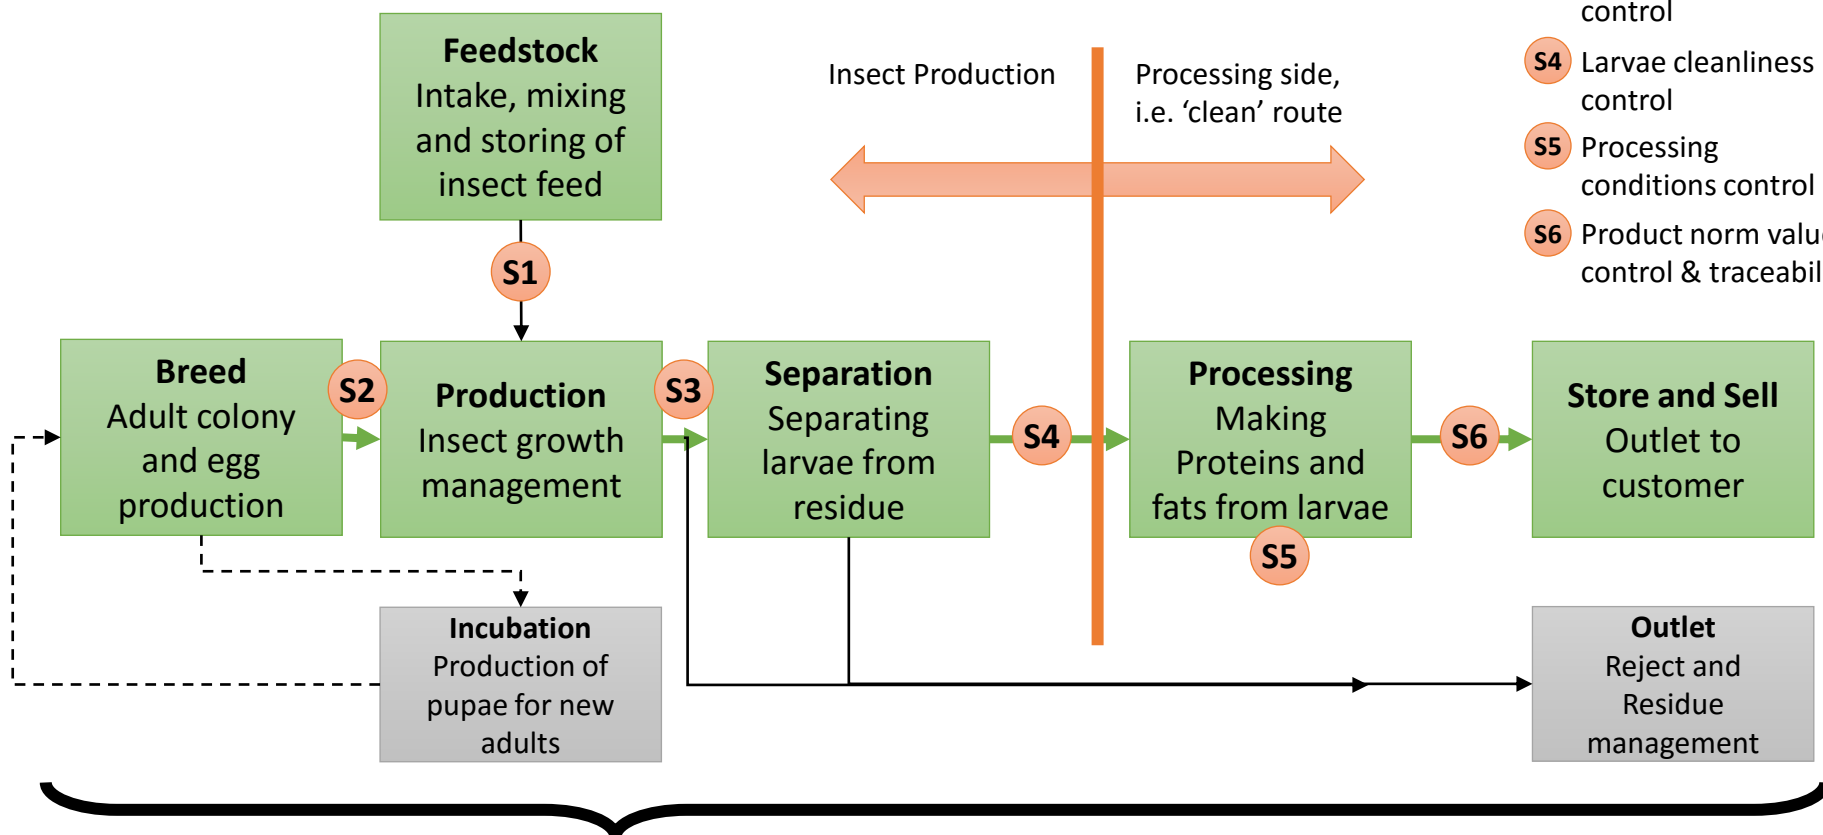 control
S4 Larvae cleanliness
control
S5 Processing
conditions control
S6 Product norm
control &
Insect Production
Processing side,
i.e. ‘clean’ route
Feedstock
Intake, mixing
and storing of
insect feed
S1
Breed
Adult colony
and egg
production
S2
Production
Insect growth
management
S3
Separation
Separating
larvae from
residue
S4
Processing
Making
Proteins and
fats from larvae
S5
S6
Store and Sell
Outlet to
customer
Incubation
Production of
pupae for new
adults
Outlet
Reject and
Residue
management